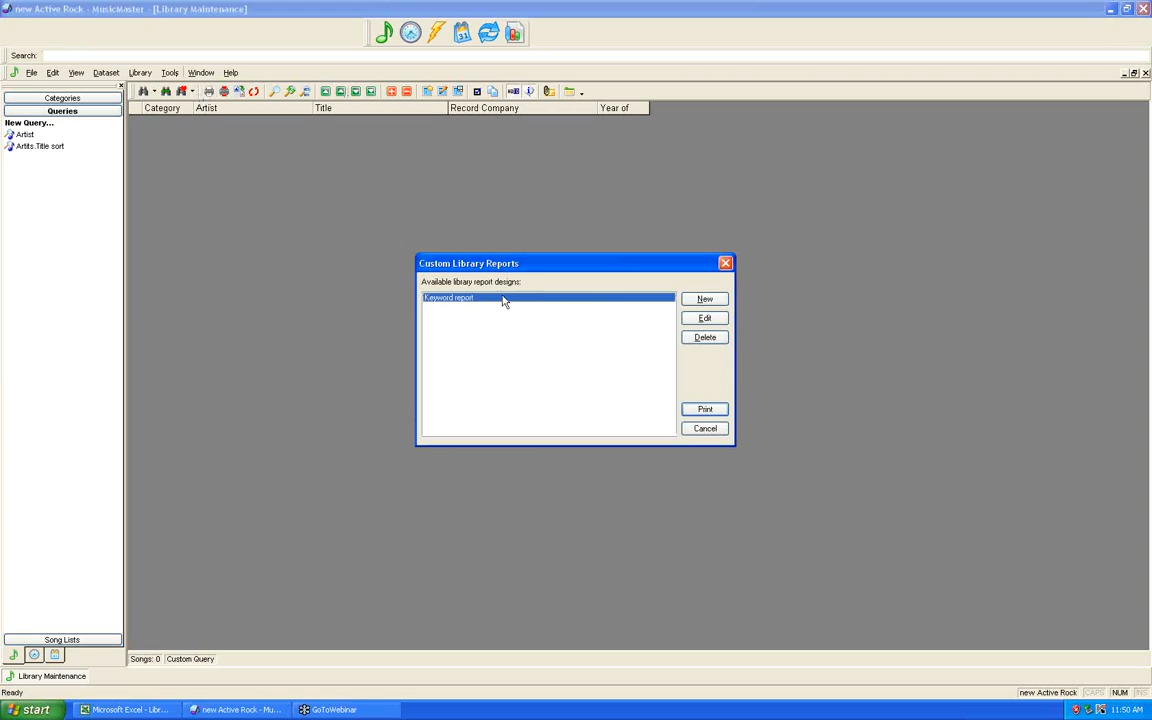 new Active Rock - MusicMaster - [Library Maintenance]
Search:
File Edit View Dataset Library Tools Window Help
Categories
Queries
New Query...
Artist
Artits.Title sort
Category Artist Title Record Company Year of
Custom Library Reports
Available library report designs:
Keyword report
New
Edit
Delete
Print
Cancel
Song Lists
Songs: 0 Custom Query
Library Maintenance
Ready
new Active Rock CAPS NUM INS
start Microsoft Excel - Libr... new Active Rock - Mu... GoToWebinar 11:50 AM